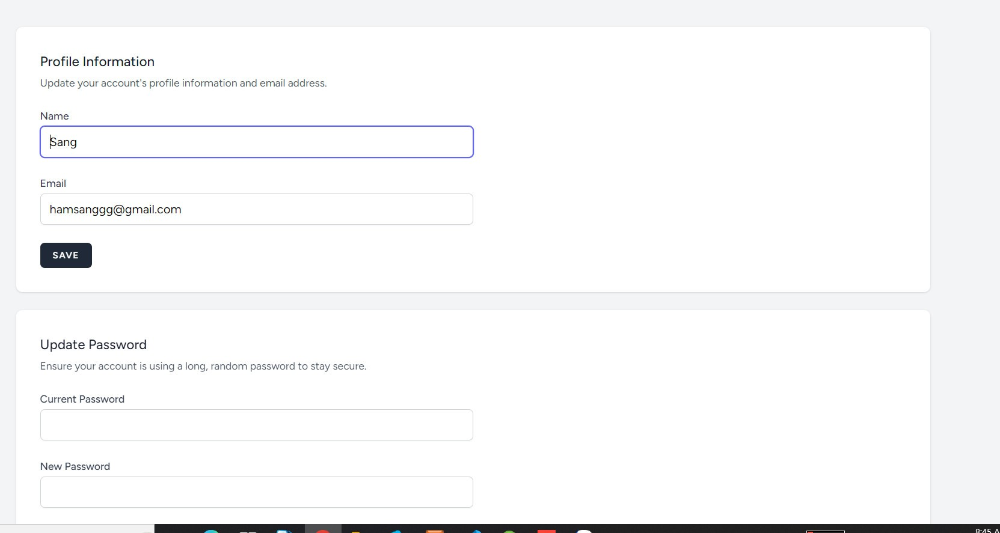 Profile Information
Update your account's profile information and email address.
Name
Sang
Email
hamsanggg@gmail.com
SAVE
Update Password
Ensure your account is using a long, random password to stay secure.
Current Password
New Password